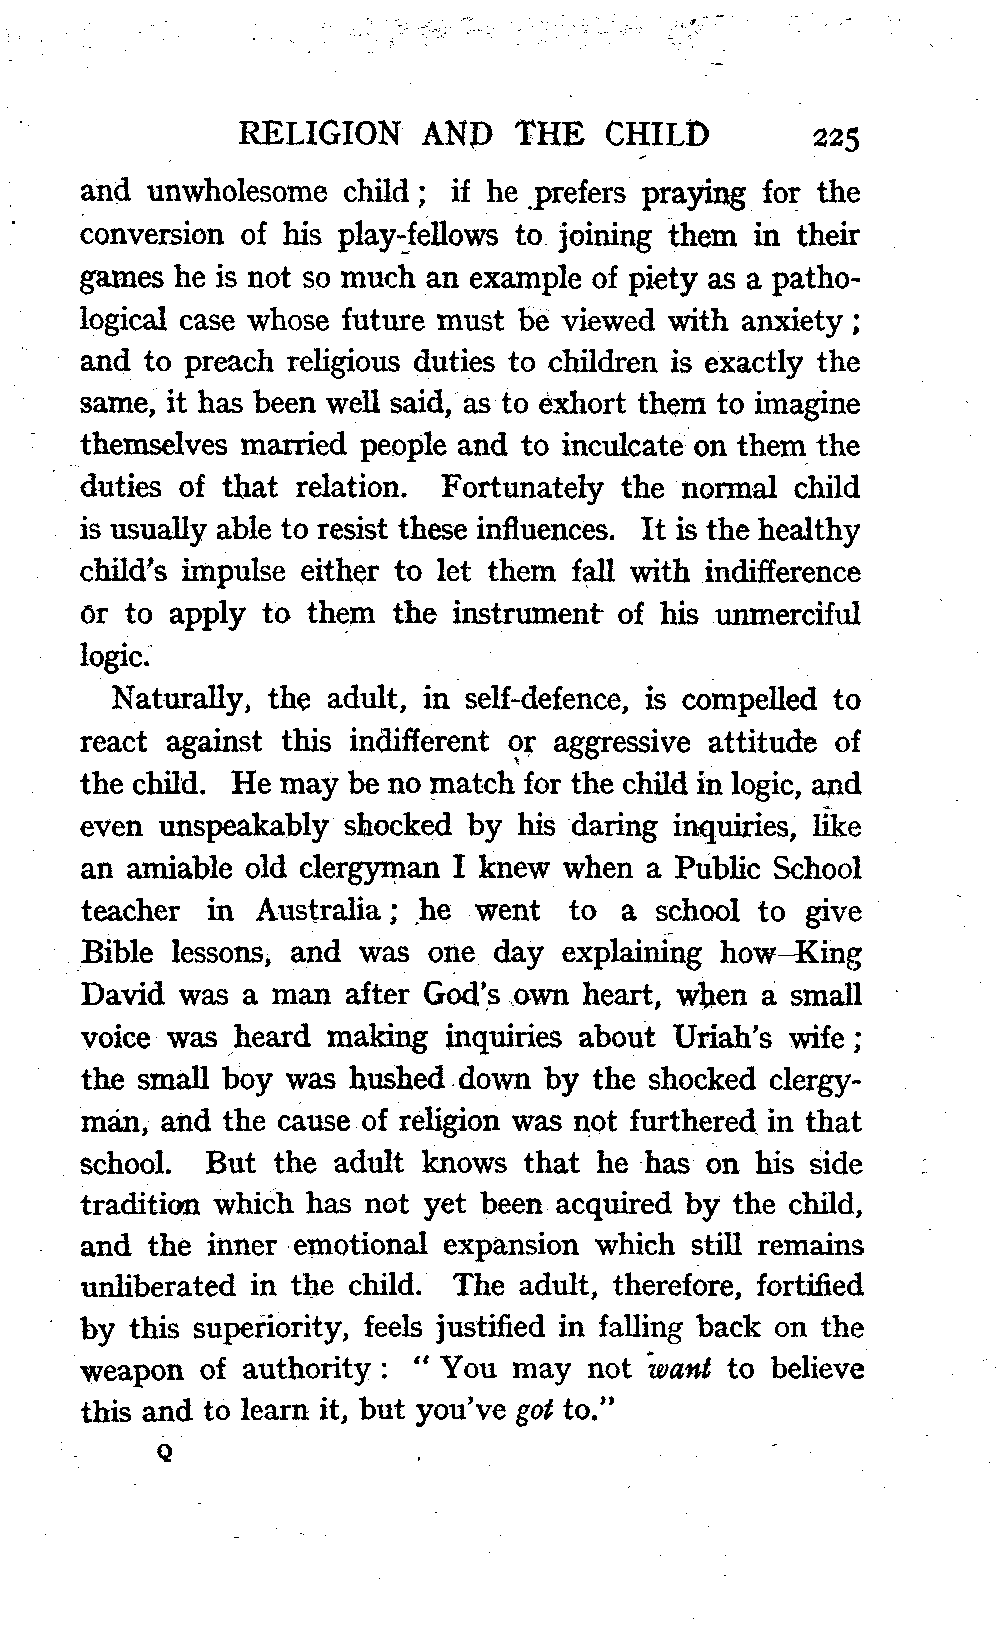 RELIGION AND THE CHILD 225
and unwholesome child ; if he prefers praying for the
conversion of his play-fellows to joining them in their
games he is not so much an example of piety as a patho-
logical case whose future must be viewed with anxiety ;
and to preach religious duties to children is exactly the
same, it has been well said, as to exhort them to imagine
themselves married people and to inculcate on them the
duties of that relation. Fortunately the normal child
is usually able to resist these influences. It is the healthy
child's impulse either to let them fall with indifference
or to apply to them the instrument of his unmerciful
logic.
Naturally, the adult, in self-defence, is compelled to
react against this indifferent or aggressive attitude of
the child. He may be no match for the child in logic, and
even unspeakably shocked by his daring inquiries, like
an amiable old clergyman I knew when a Public School
teacher in Australia ; he went to a school to give
Bible lessons, and was one day explaining how King
David was a man after God's own heart, when a small
voice was heard making inquiries about Uriah's wife ;
the small boy was hushed down by the shocked clergy-
man, and the cause of religion was not furthered in that
school. But the adult knows that he has on his side
tradition which has not yet been acquired by the child,
and the inner emotional expansion which still remains
unliberated in the child. The adult, therefore, fortified
by this superiority, feels justified in falling back on the
weapon of authority : " You may not want to believe
this and to learn it, but you've got to."
Q